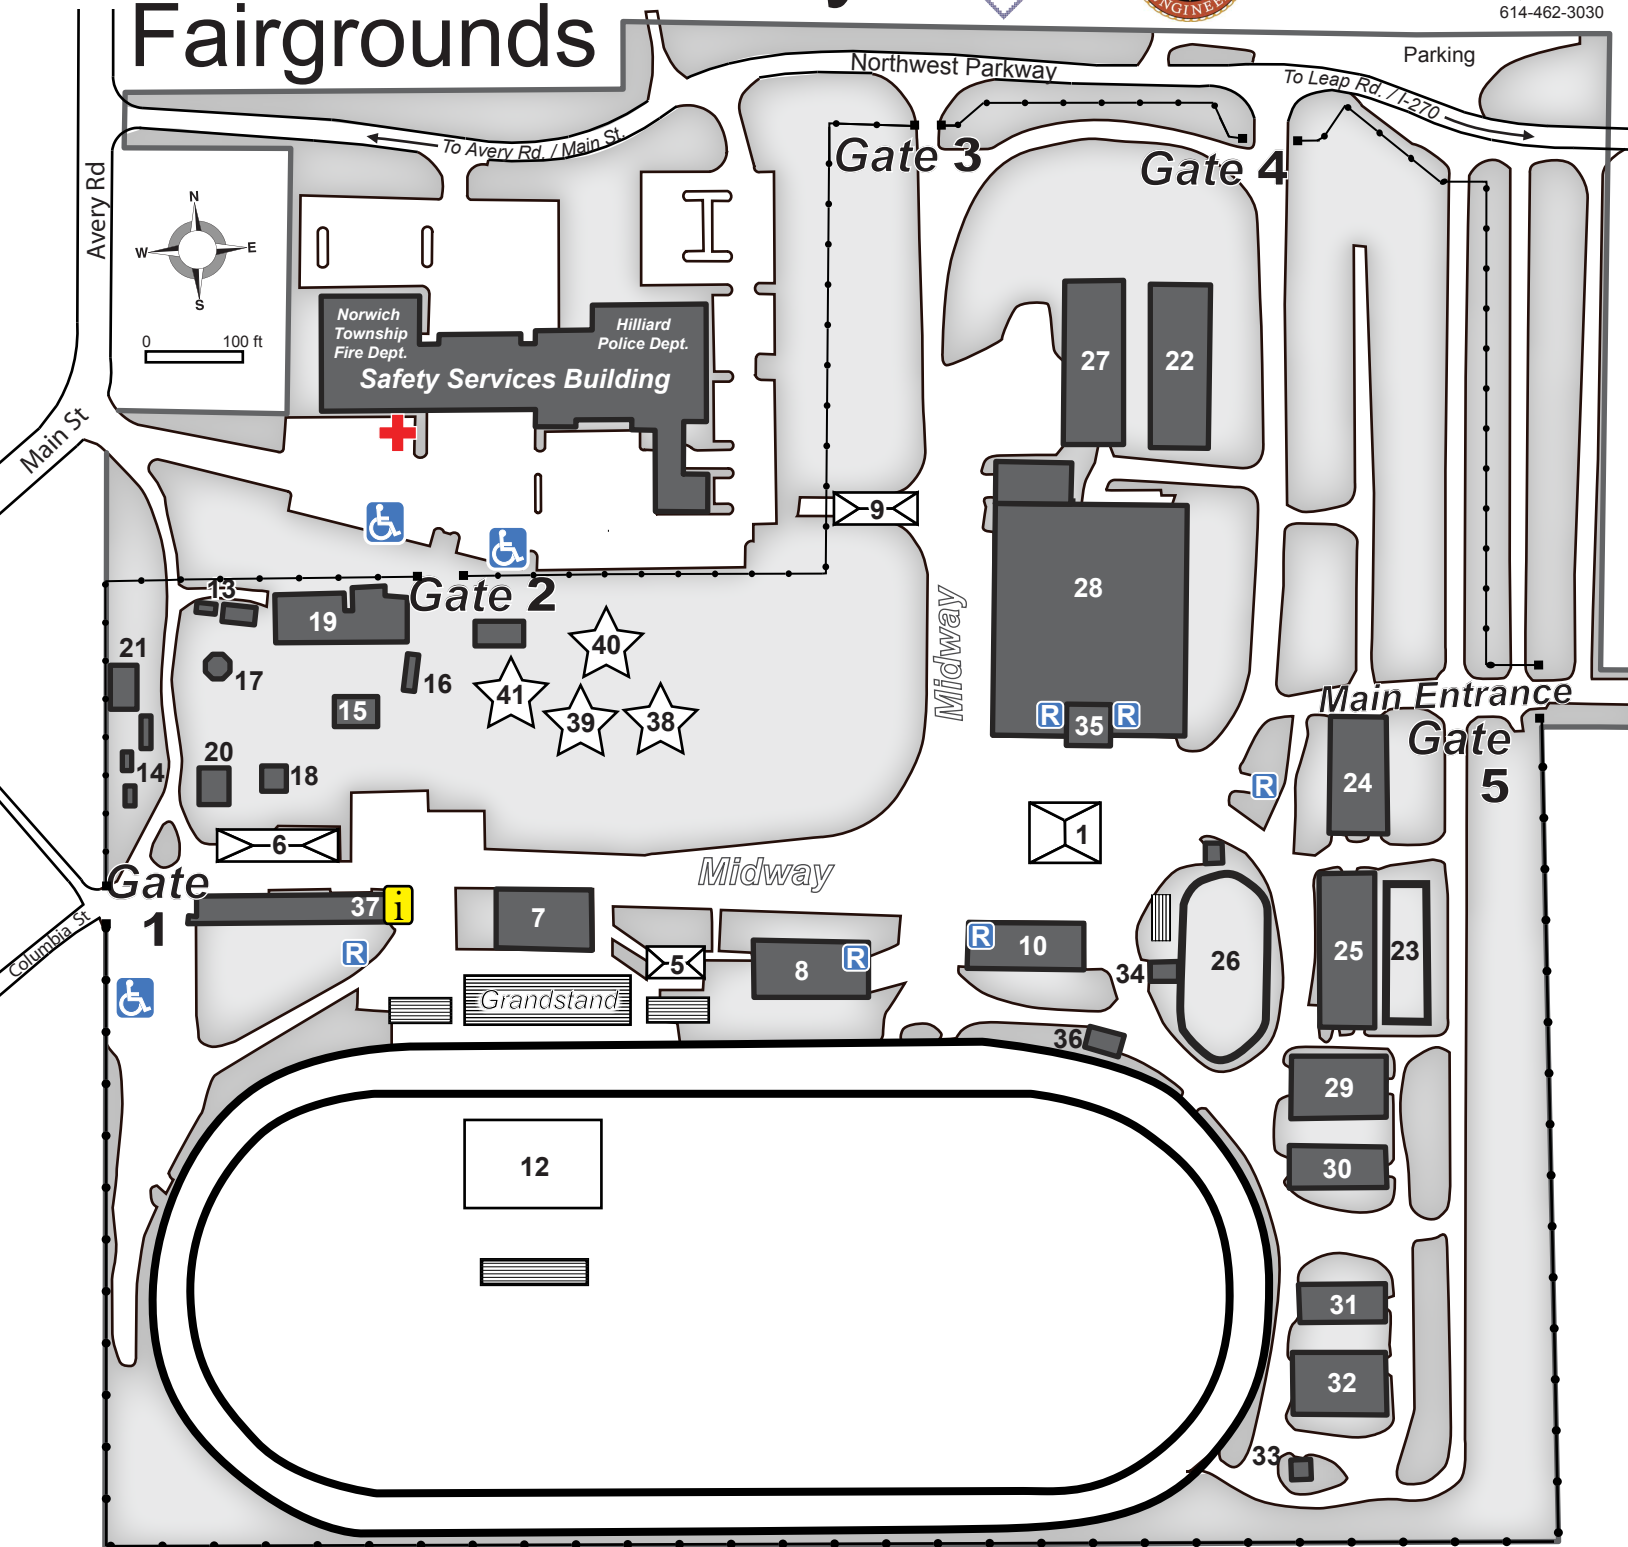 614-462-3030
Fairgrounds
ENGINEE
Parking
Northwest Parkway
To Leap Rd. / I-270
To Avery Rd. / Main St.
Gate 3
Gate 4
Avery Rd
N
W
E
S
0 100 ft
Norwich
Township
Fire Dept.
Hilliard
Police Dept.
Safety Services Building
27
22
Main St
9
28
Midway
13
19
Gate 2
40
21
17
16
41
39
38
15
R
35
R
Main Entrance
Gate
5
24
14
20
18
R
1
6
Midway
Gate
1
37
i
7
Columbia St
R
5
8
R
R
10
34
26
25
23
Grandstand
36
29
12
30
31
32
33